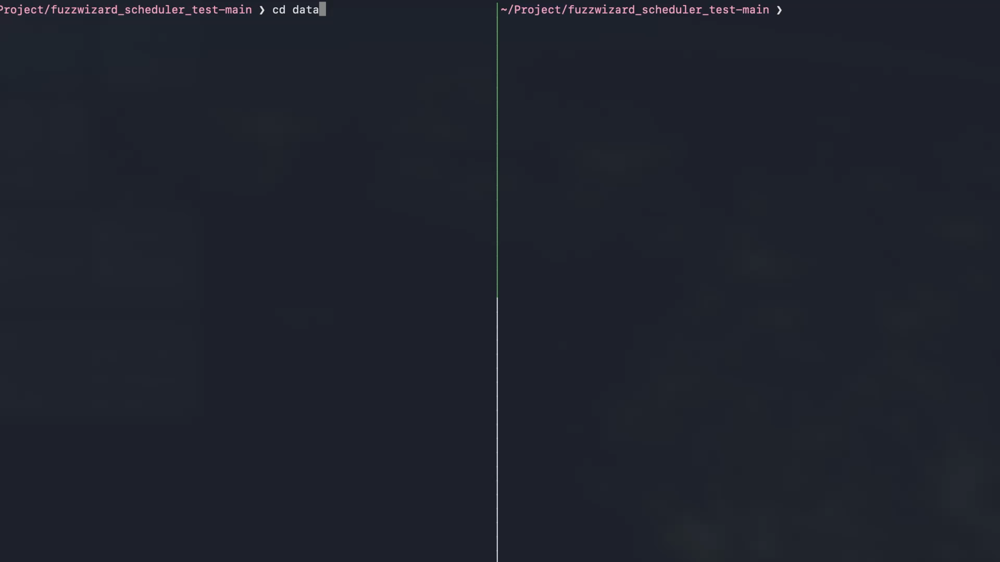 Project/fuzzwizard_scheduler_test-main ❯ cd data
~/Project/fuzzwizard_scheduler_test-main ❯